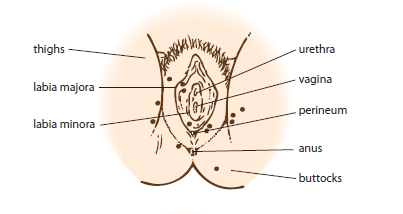 thighs
labia majora
labia minora
urethra
vagina
perineum
anus
buttocks